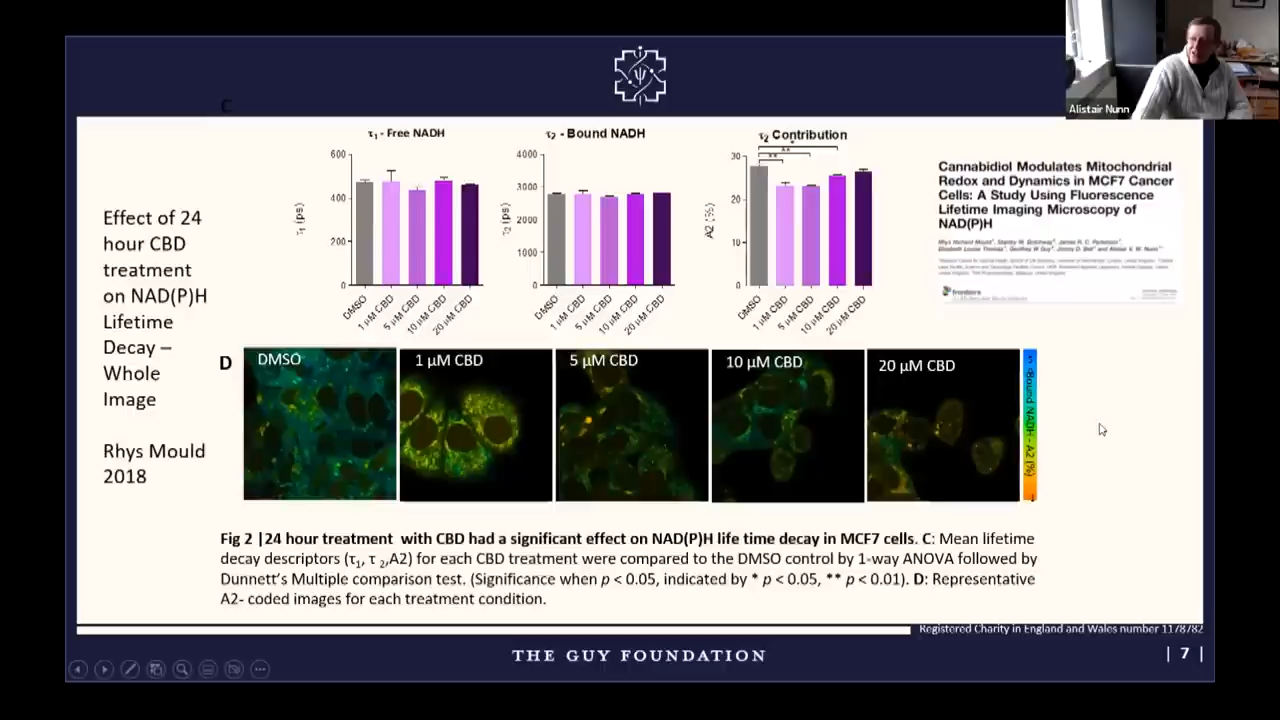 Alistair Nunn
C
Effect of 24
hour CBD
treatment
on NAD(P)H
Lifetime
Decay –
Whole
Image
Rhys Mould
2018
τ1 - Free NADH
600
400
200
0
τ1 (ps)
DMSO
1 µM CBD
5 µM CBD
10 µM CBD
20 µM CBD
τ2 - Bound NADH
4000
3000
2000
1000
0
τ2 (ps)
DMSO
1 µM CBD
5 µM CBD
10 µM CBD
20 µM CBD
τ2 Contribution
*
**
**
30
20
10
0
A2 (%)
DMSO
1 µM CBD
5 µM CBD
10 µM CBD
20 µM CBD
Cannabidiol Modulates Mitochondrial
Redox and Dynamics in MCF7 Cancer
Cells: A Study Using Fluorescence
Lifetime Imaging Microscopy of
NAD(P)H
frontiers
D
DMSO
1 µM CBD
5 µM CBD
10 µM CBD
20 µM CBD
Bound NADH - A2 (%)
Fig 2 |24 hour treatment with CBD had a significant effect on NAD(P)H life time decay in MCF7 cells. C: Mean lifetime
decay descriptors (τ1, τ 2,A2) for each CBD treatment were compared to the DMSO control by 1-way ANOVA followed by
Dunnett's Multiple comparison test. (Significance when p < 0.05, indicated by * p < 0.05, ** p < 0.01). D: Representative
A2- coded images for each treatment condition.
Registered Charity in England and Wales number 1178782
THE GUY FOUNDATION
| 7 |